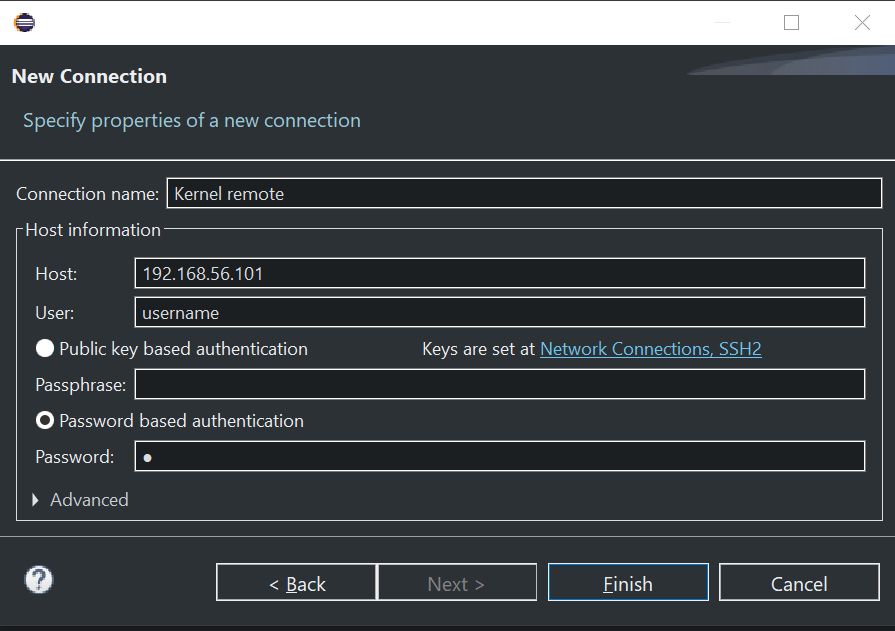 New Connection
Specify properties of a new connection
Connection name: Kernel remote
Host information
Host: 192.168.56.101
User: username
Public key based authentication Keys are set at Network Connections, SSH2
Passphrase:
Password based authentication
Password: ●
Advanced
< Back Next > Finish Cancel